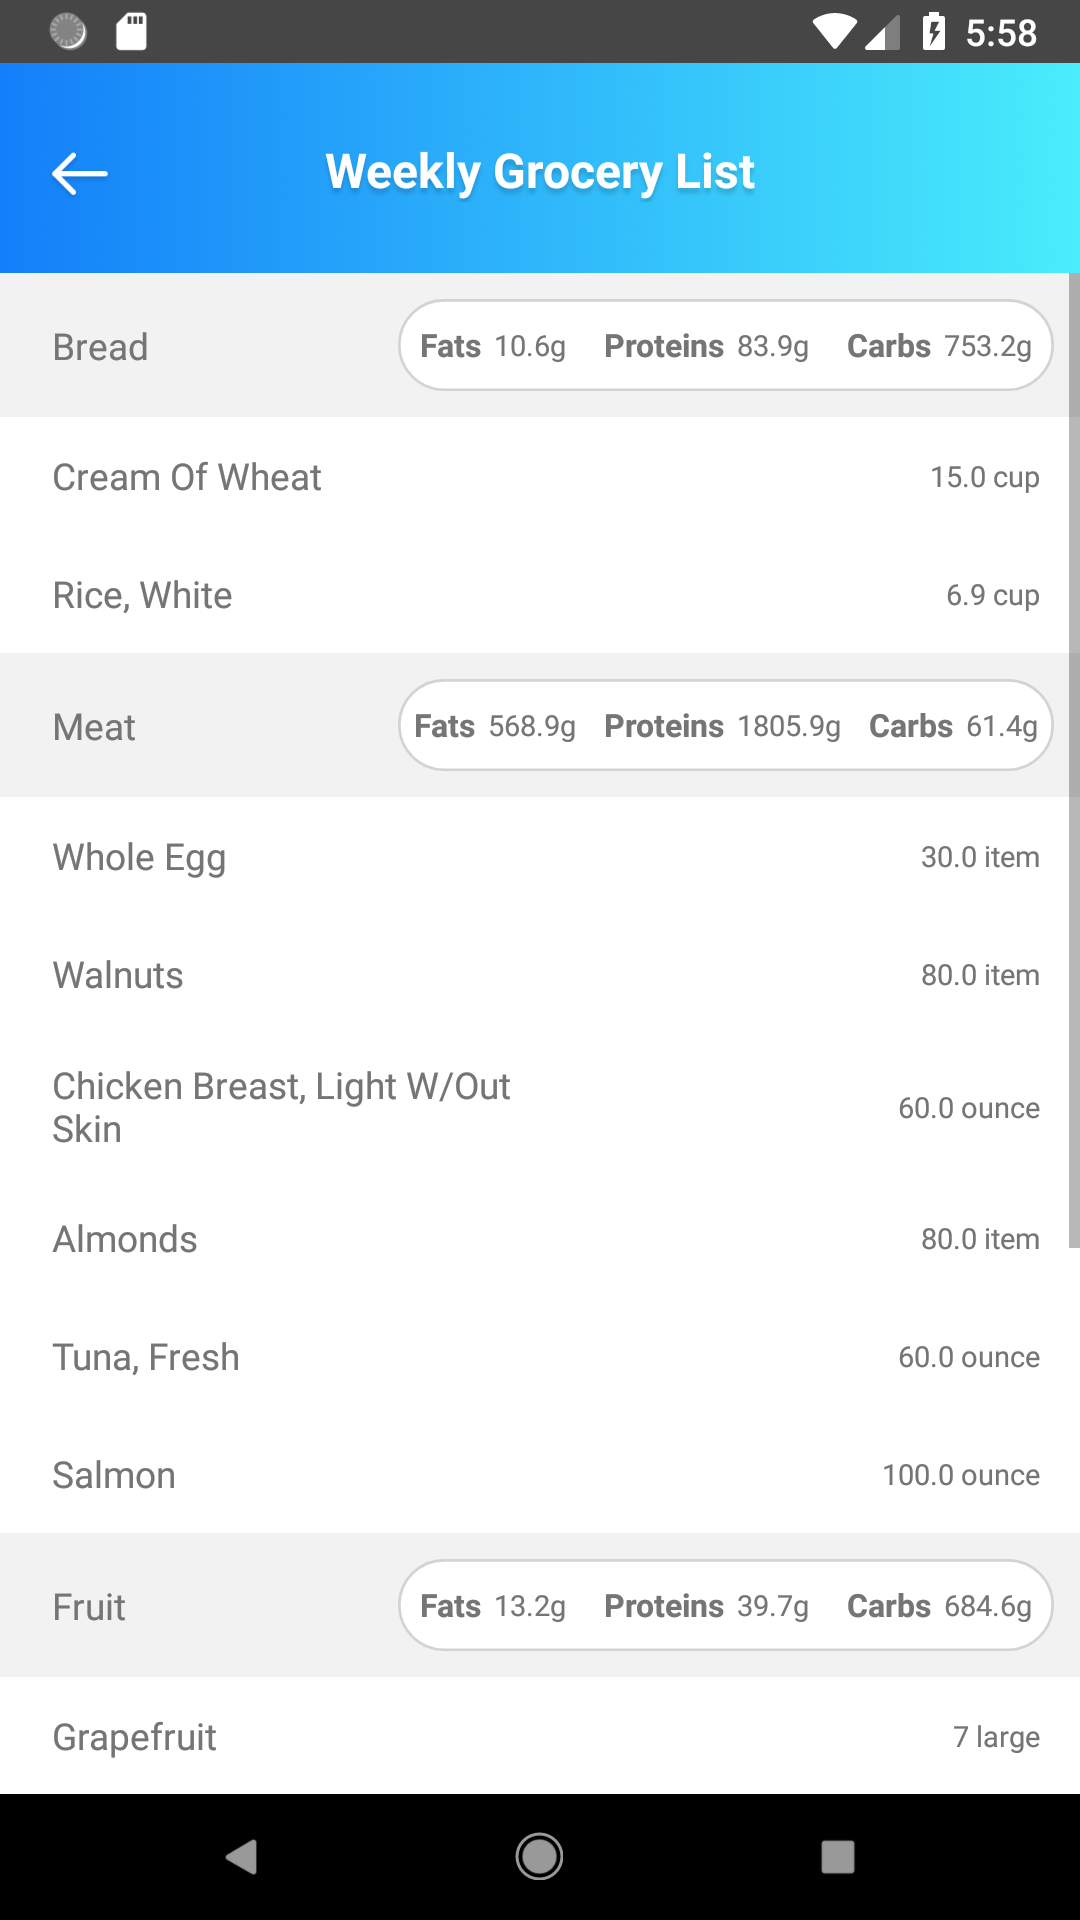 5:58
Weekly Grocery List
Bread Fats 10.6g Proteins 83.9g Carbs 753.2g
Cream Of Wheat 15.0 cup
Rice, White 6.9 cup
Meat Fats 568.9g Proteins 1805.9g Carbs 61.4g
Whole Egg 30.0 item
Walnuts 80.0 item
Chicken Breast, Light W/Out
Skin 60.0 ounce
Almonds 80.0 item
Tuna, Fresh 60.0 ounce
Salmon 100.0 ounce
Fruit Fats 13.2g Proteins 39.7g Carbs 684.6g
Grapefruit 7 large